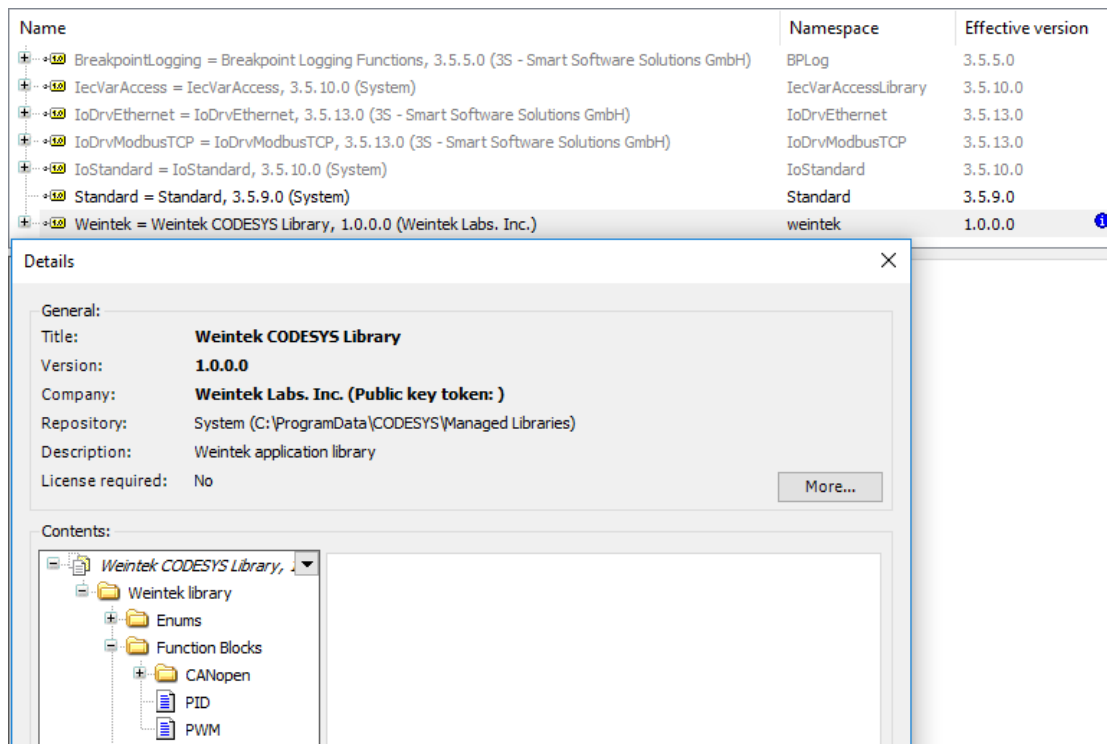 Name Namespace Effective version
BreakpointLogging = Breakpoint Logging Functions, 3.5.5.0 (3S - Smart Software Solutions GmbH) BPLog 3.5.5.0
IecVarAccess = IecVarAccess, 3.5.10.0 (System) IecVarAccessLibrary 3.5.10.0
IoDrvEthernet = IoDrvEthernet, 3.5.13.0 (3S - Smart Software Solutions GmbH) IoDrvEthernet 3.5.13.0
IoDrvModbusTCP = IoDrvModbusTCP, 3.5.13.0 (3S - Smart Software Solutions GmbH) IoDrvModbusTCP 3.5.13.0
IoStandard = IoStandard, 3.5.10.0 (System) IoStandard 3.5.10.0
Standard = Standard, 3.5.9.0 (System) Standard 3.5.9.0
Weintek = Weintek CODESYS Library, 1.0.0.0 (Weintek Labs. Inc.) weintek 1.0.0.0
Details
General:
Title: Weintek CODESYS Library
Version: 1.0.0.0
Company: Weintek Labs. Inc. (Public key token: )
Repository: System (C:\ProgramData\CODESYS\Managed Libraries)
Description: Weintek application library
License required: No
More...
Contents:
Weintek CODESYS Library,
Weintek library
Enums
Function Blocks
CANopen
PID
PWM